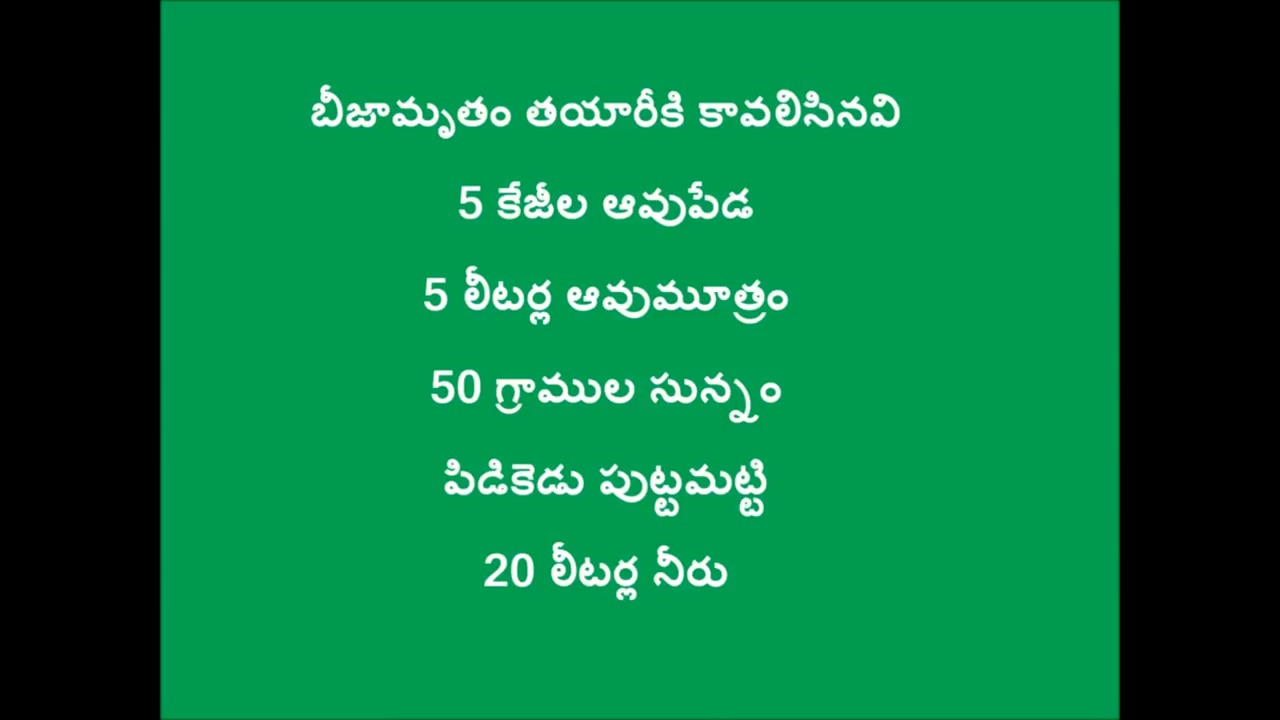 బీజామృతం తయారీకి కావలిసినవి
5 కేజీల ఆవుపేడ
5 లీటర్ల ఆవుమూత్రం
50 గ్రాముల సున్నం
పిడికెడు పుట్టమట్టి
20 లీటర్ల నీరు